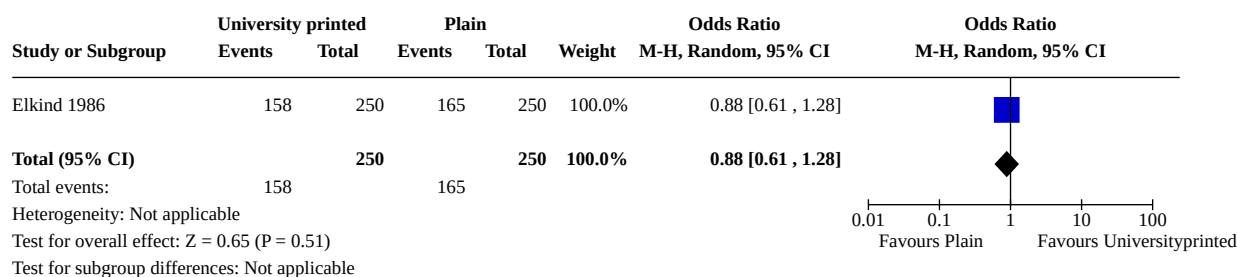 University printed Plain Odds Ratio Odds Ratio
Study or Subgroup Events Total Events Total Weight M-H, Random, 95% CI M-H, Random, 95% CI
Elkind 1986 158 250 165 250 100.0% 0.88 [0.61 , 1.28]
Total (95% CI) 250 250 100.0% 0.88 [0.61 , 1.28]
Total events: 158 165
Heterogeneity: Not applicable
0.01 0.1 1 10 100
Test for overall effect: Z = 0.65 (P = 0.51) Favours Plain Favours Universityprinted
Test for subgroup differences: Not applicable